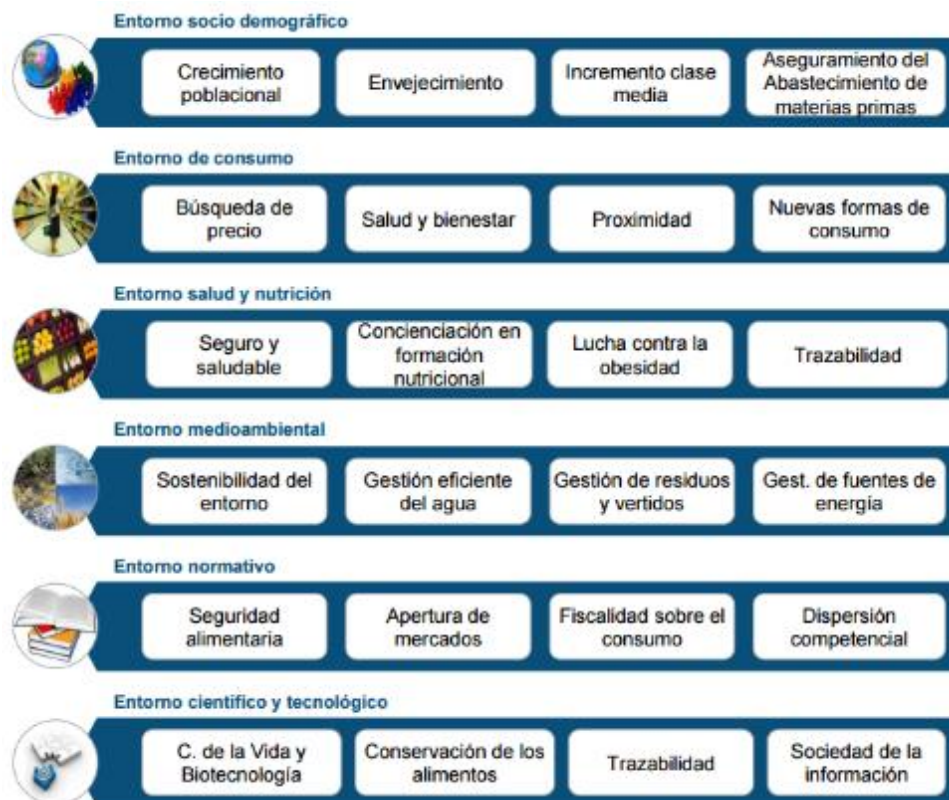 Entorno socio demográfico
Crecimiento
poblacional
Envejecimiento
Incremento clase
media
Aseguramiento del
Abastecimiento de
materias primas
Entorno de consumo
Búsqueda de
precio
Salud y bienestar
Proximidad
Nuevas formas de
consumo
Entorno salud y nutrición
Seguro y
saludable
Concienciación en
formación
nutricional
Lucha contra la
obesidad
Trazabilidad
Entorno medioambiental
Sostenibilidad del
entorno
Gestión eficiente
del agua
Gestión de residuos
y vertidos
Gest. de fuentes de
energía
Entorno normativo
Seguridad
alimentaria
Apertura de
mercados
Fiscalidad sobre el
consumo
Dispersión
competencial
Entorno científico y tecnológico
C. de la Vida y
Biotecnología
Conservación de los
alimentos
Trazabilidad
Sociedad de la
información